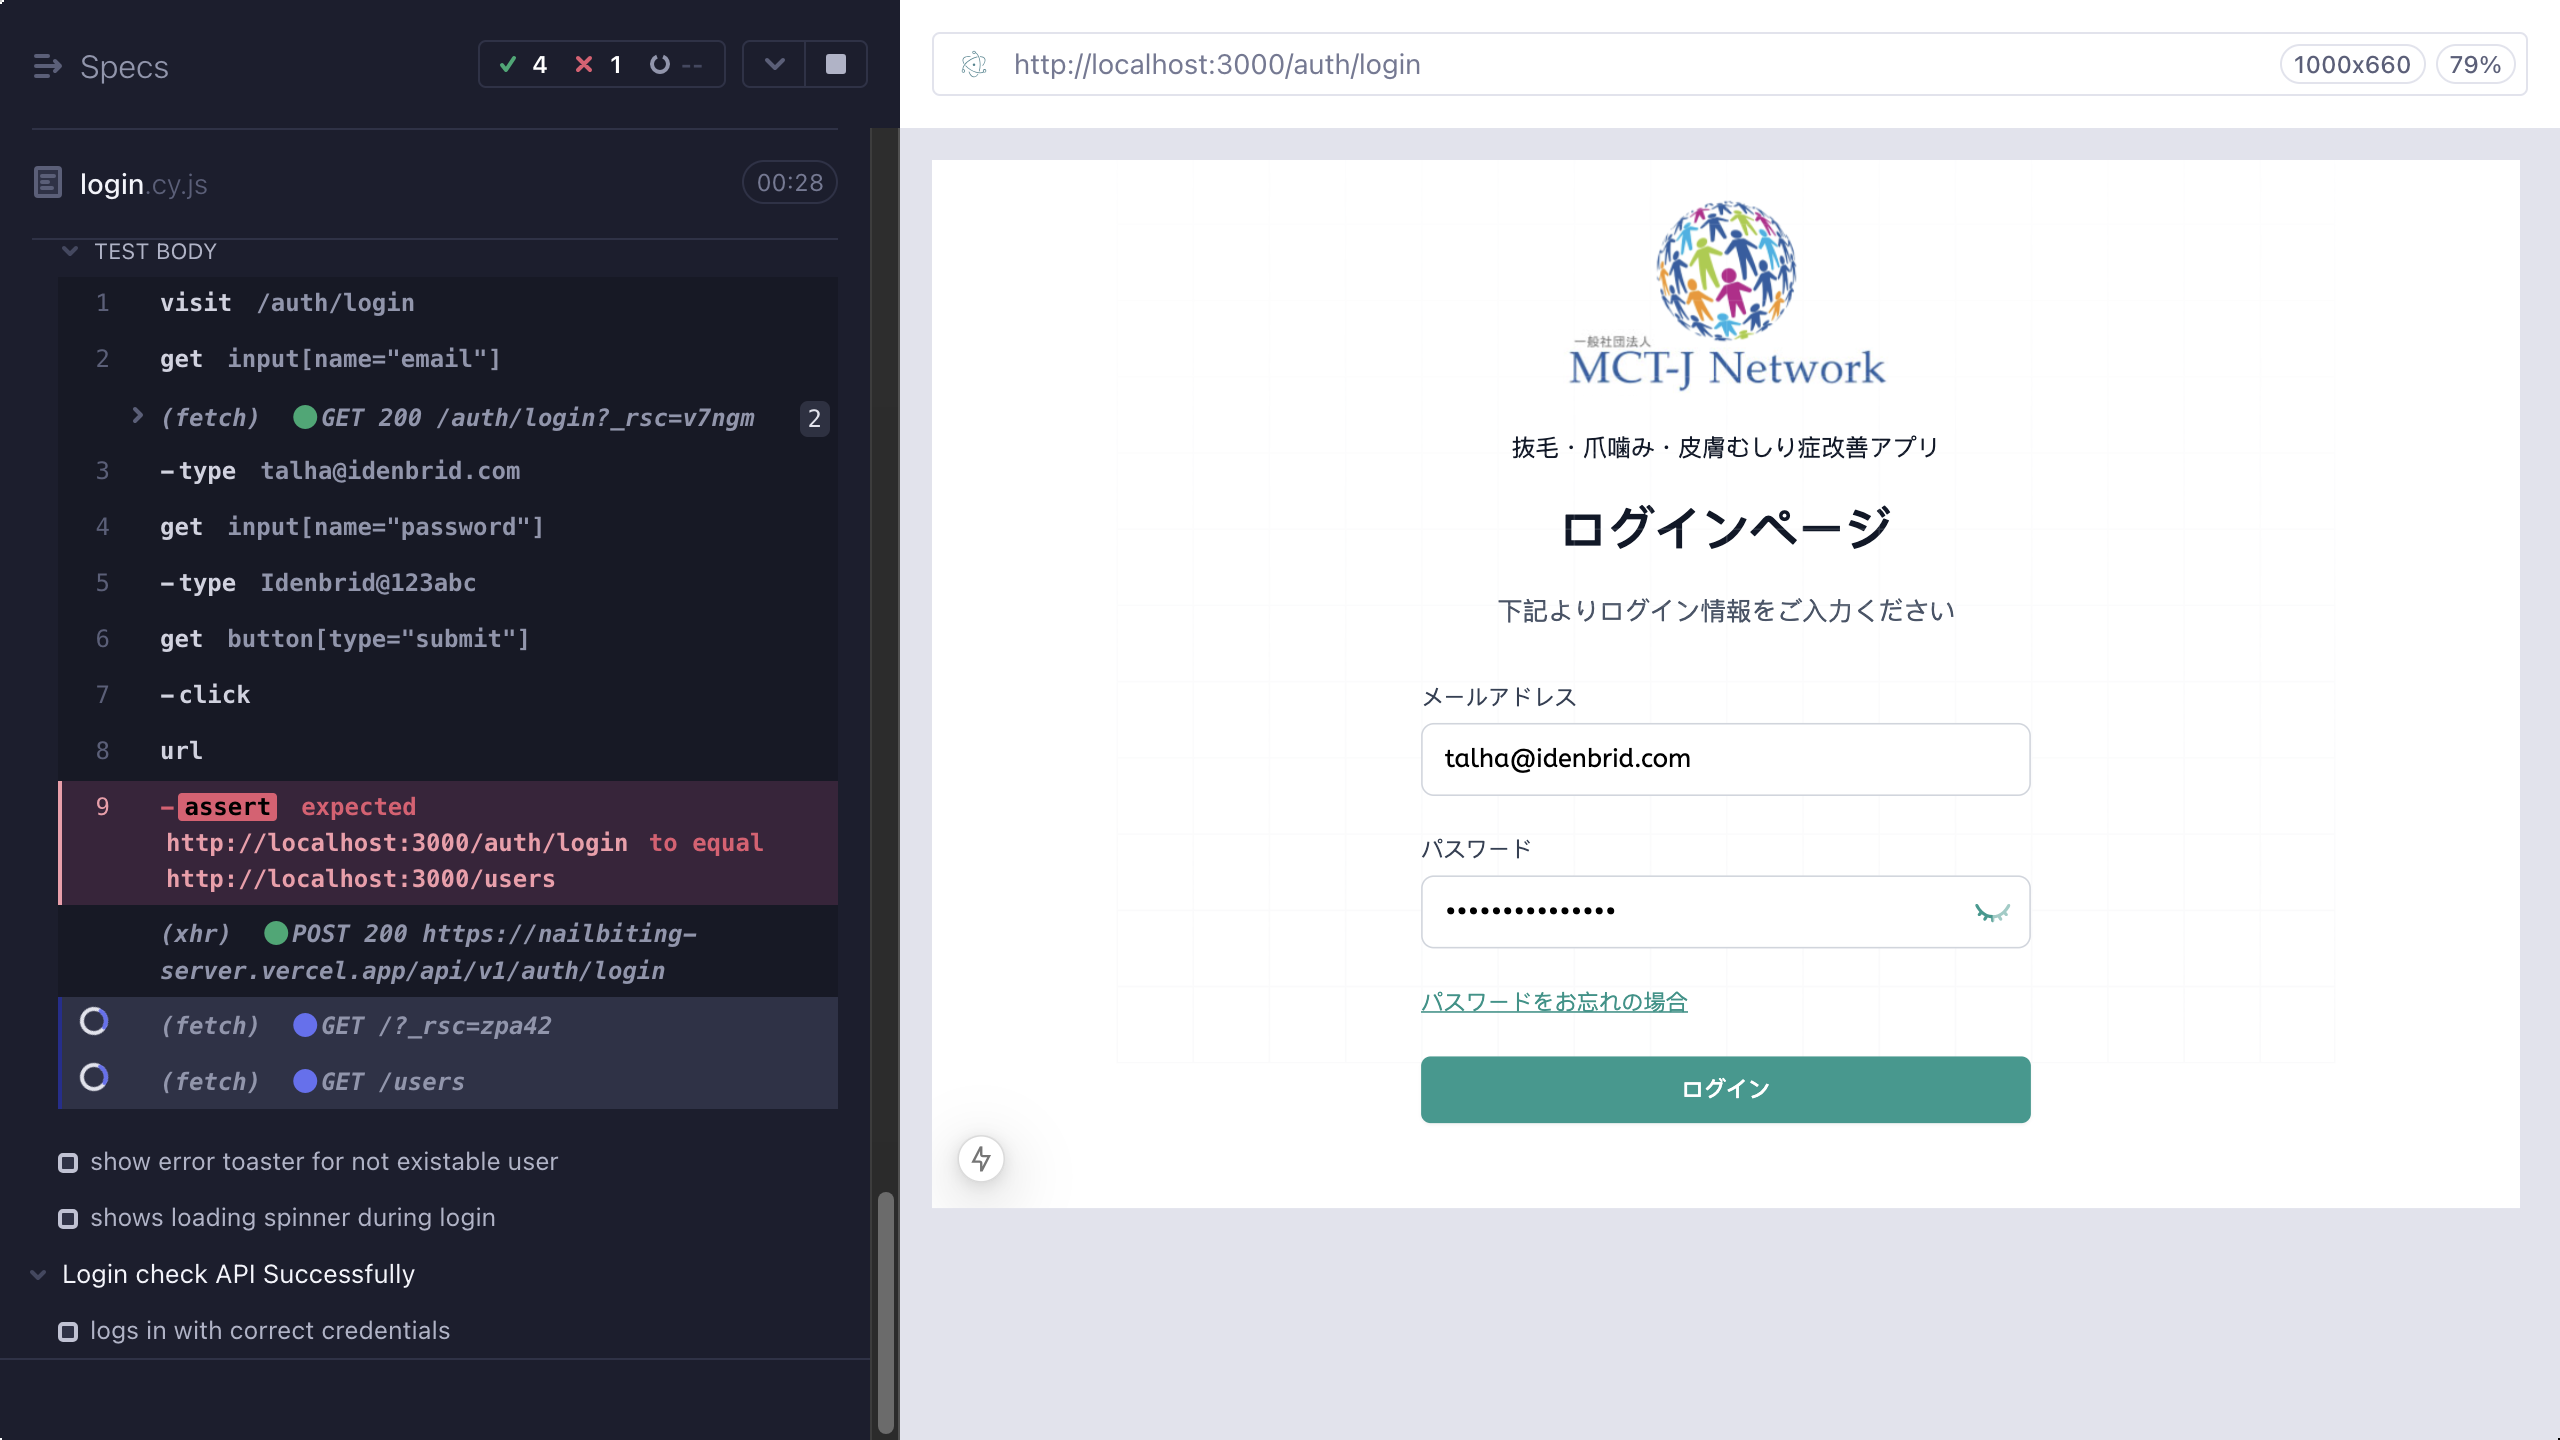 Specs
4 1 --
login.cy.js 00:28
TEST BODY
1 visit /auth/login
2 get input[name="email"]
(fetch) GET 200 /auth/login?_rsc=v7ngm 2
3 -type talha@idenbrid.com
4 get input[name="password"]
5 -type Idenbrid@123abc
6 get button[type="submit"]
7 -click
8 url
9 -assert expected
http://localhost:3000/auth/login to equal
http://localhost:3000/users
(xhr) POST 200 https://nailbiting-
server.vercel.app/api/v1/auth/login
(fetch) GET /?_rsc=zpa42
(fetch) GET /users
show error toaster for not existable user
shows loading spinner during login
Login check API Successfully
logs in with correct credentials
http://localhost:3000/auth/login 1000x660 79%
一般社団法人
MCT-J Network
抜毛・爪噛み・皮膚むしり症改善アプリ
ログインページ
下記よりログイン情報をご入力ください
メールアドレス
talha@idenbrid.com
パスワード
•••••••••••••••
パスワードをお忘れの場合
ログイン